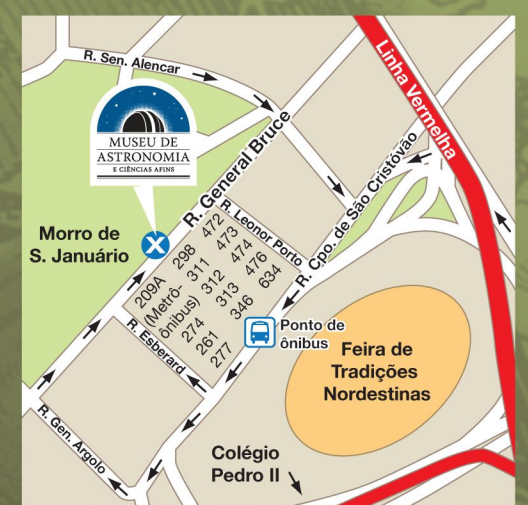 R. Sen. Alencar
Linha Vermelha
MUSEU DE
ASTRONOMIA
E CIÊNCIAS AFINS
R. General Bruce
R. Cpo. de São Cristóvão
R. Leonor Porto
Morro de
S. Januário
209A 298 472
(Metrô- 311 473
ônibus) 312 474
274 313 476
261 346 634
277
R. Esberard
Ponto de
ônibus
Feira de
Tradições
Nordestinas
R. Gen. Argolo
Colégio
Pedro II